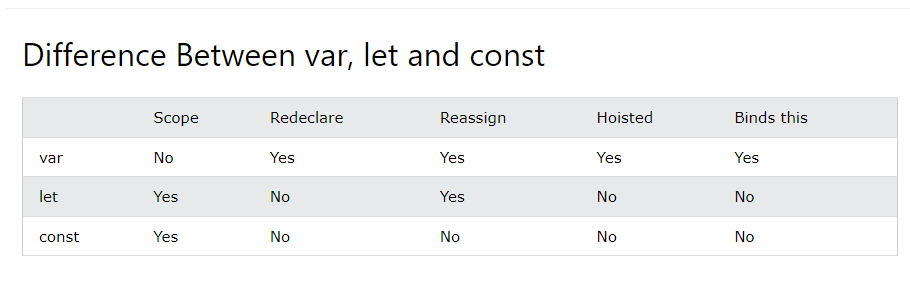 Difference Between var, let and const
Scope Redeclare Reassign Hoisted Binds this
var No Yes Yes Yes Yes
let Yes No Yes No No
const Yes No No No No